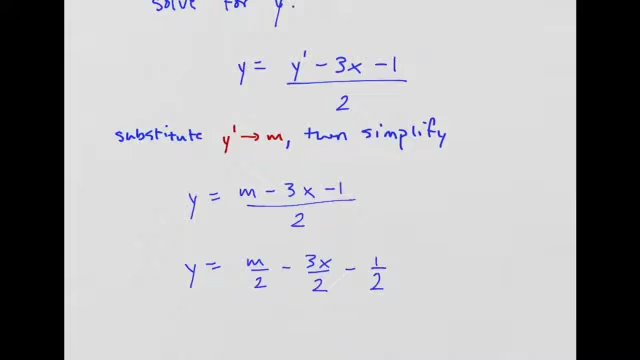 solve for y.
y = (y' - 3x - 1)/2
substitute y' → m, then simplify
y = (m - 3x - 1)/2
y = m/2 - 3x/2 - 1/2